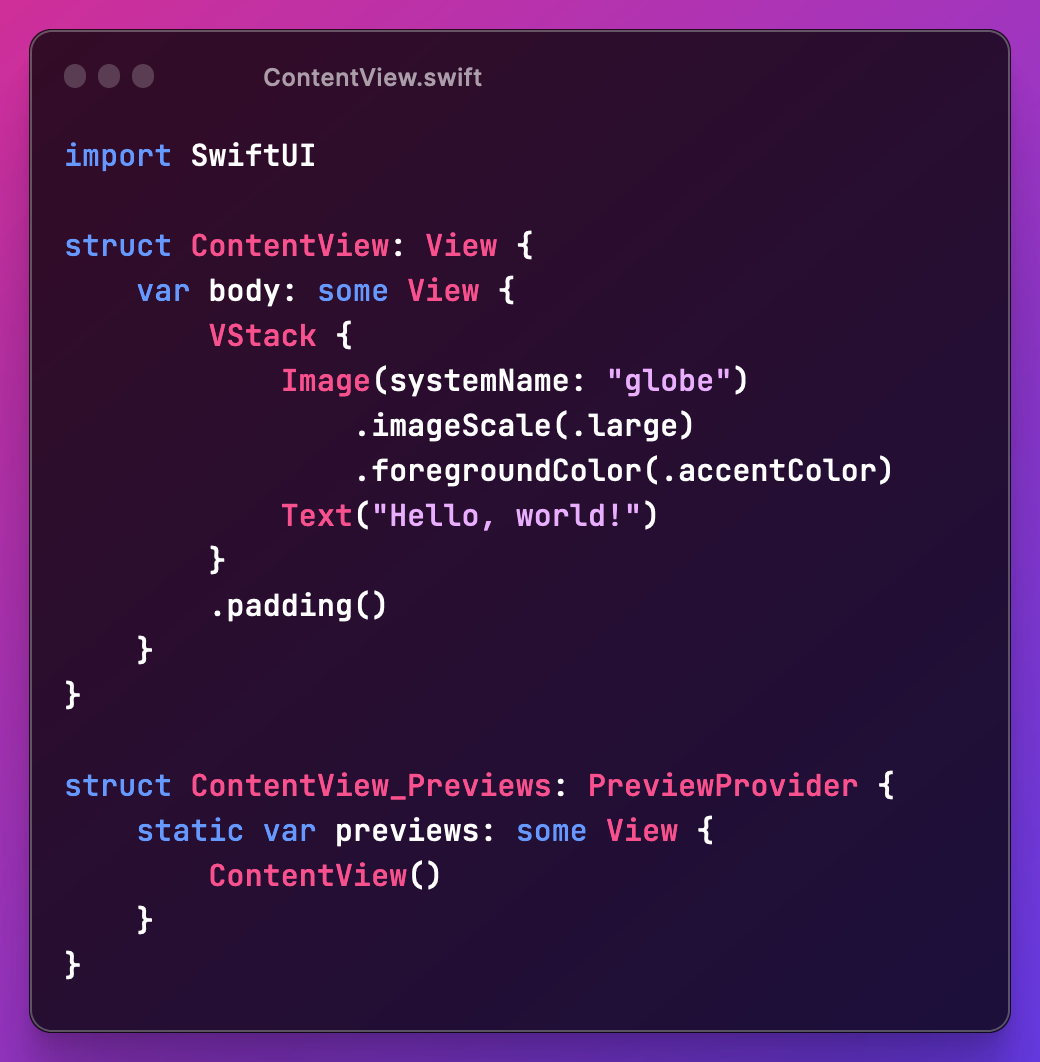 ContentView.swift
import SwiftUI

struct ContentView: View {
    var body: some View {
        VStack {
            Image(systemName: "globe")
                .imageScale(.large)
                .foregroundColor(.accentColor)
            Text("Hello, world!")
        }
        .padding()
    }
}

struct ContentView_Previews: PreviewProvider {
    static var previews: some View {
        ContentView()
    }
}